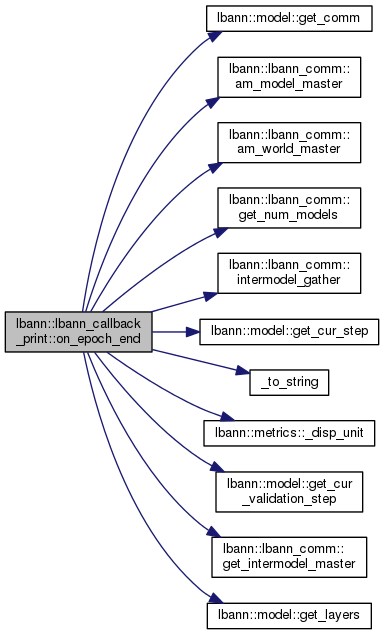 lbann::model::get_comm
lbann::lbann_comm::
am_model_master
lbann::lbann_comm::
am_world_master
lbann::lbann_comm::
get_num_models
lbann::lbann_comm::
intermodel_gather
lbann::lbann_callback
_print::on_epoch_end
lbann::model::get_cur_step
_to_string
lbann::metrics::_disp_unit
lbann::model::get_cur
_validation_step
lbann::lbann_comm::
get_intermodel_master
lbann::model::get_layers